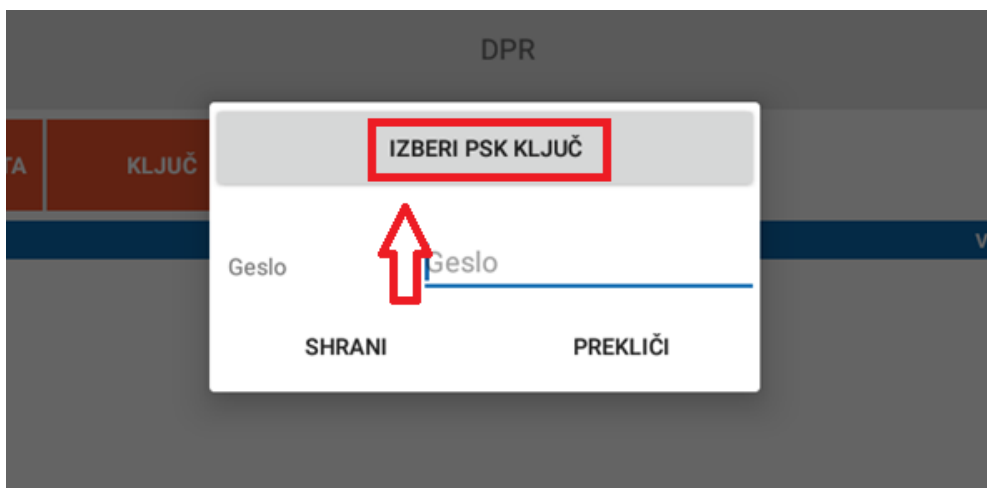 DPR
TA
KLJUČ
IZBERI PSK KLJUČ
V
Geslo
Geslo
SHRANI
PREKLIČI